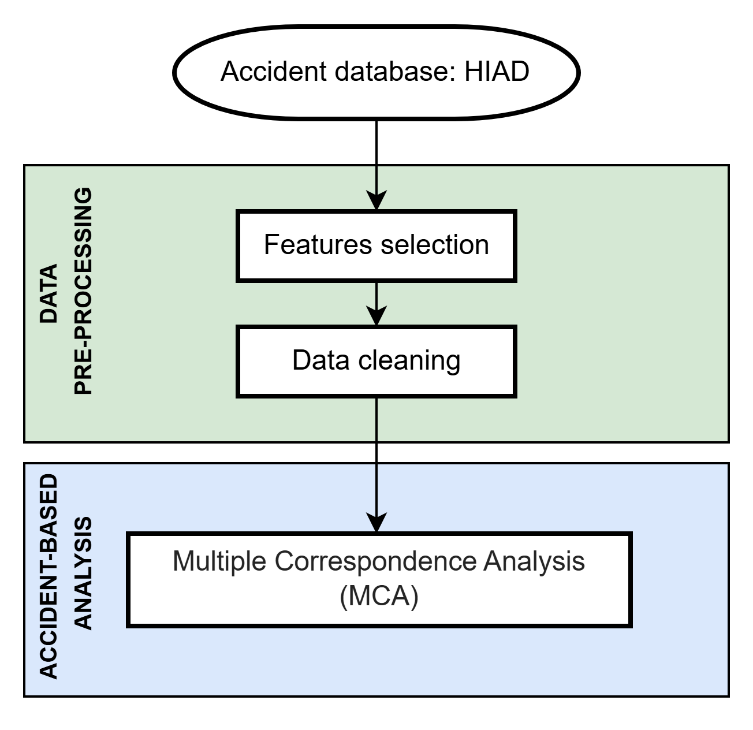 Accident database: HIAD
DATA
PRE-PROCESSING
Features selection
Data cleaning
ACCIDENT-BASED
ANALYSIS
Multiple Correspondence Analysis
(MCA)